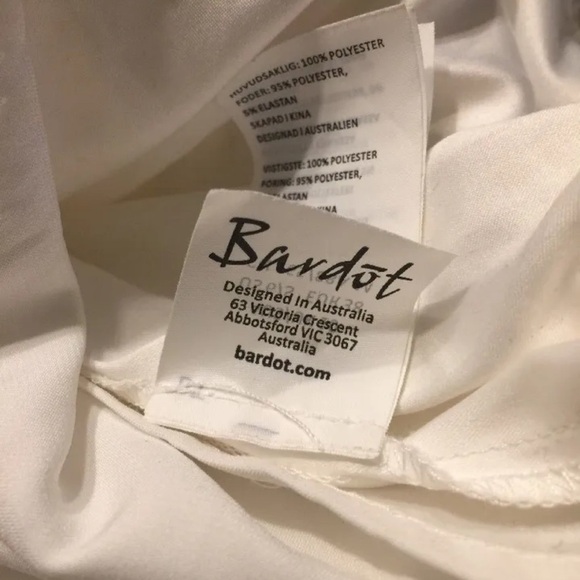 HUVUDSAKLIG: 100% POLYESTER
FODER: 95% POLYESTER,
5% ELASTAN
SKAPAD I KINA
DESIGNAD I AUSTRALIEN
100% POLYESTER
FORING: 95% POLYESTER,
ELASTAN
KINA
Bardot
Designed In Australia
63 Victoria Crescent
Abbotsford VIC 3067
Australia
bardot.com